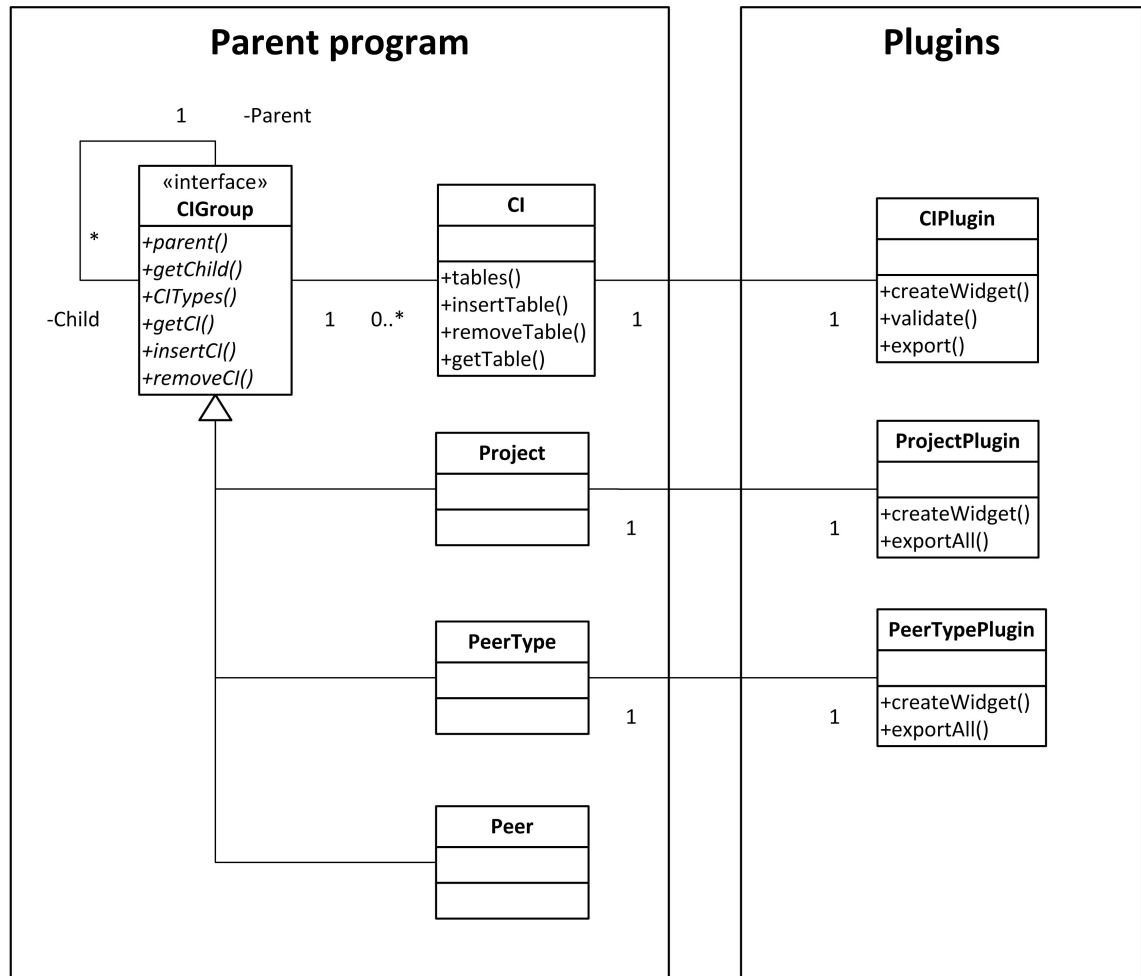 Parent program
Plugins
1
-Parent
«interface»
CIGroup
+parent()
+getChild()
+CITypes()
+getCI()
+insertCI()
+removeCI()
*
-Child
1
0..*
CI
+tables()
+insertTable()
+removeTable()
+getTable()
1
1
CIPlugin
+createWidget()
+validate()
+export()
Project
1
1
ProjectPlugin
+createWidget()
+exportAll()
PeerType
1
1
PeerTypePlugin
+createWidget()
+exportAll()
Peer